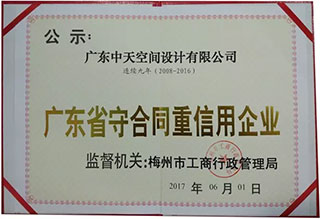 公 示:
广东中天空间设计有限公司
连续九年(2008-2016)
广东省守合同重信用企业
监督机关:梅州市工商行政管理局
2017 年 06 月 01 日